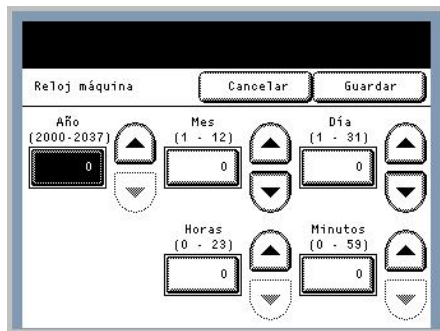 Reloj máquina Cancelar Guardar
Año Mes Día
(2000-2037) (1 - 12) (1 - 31)
0 0 0
Horas Minutos
(0 - 23) (0 - 59)
0 0